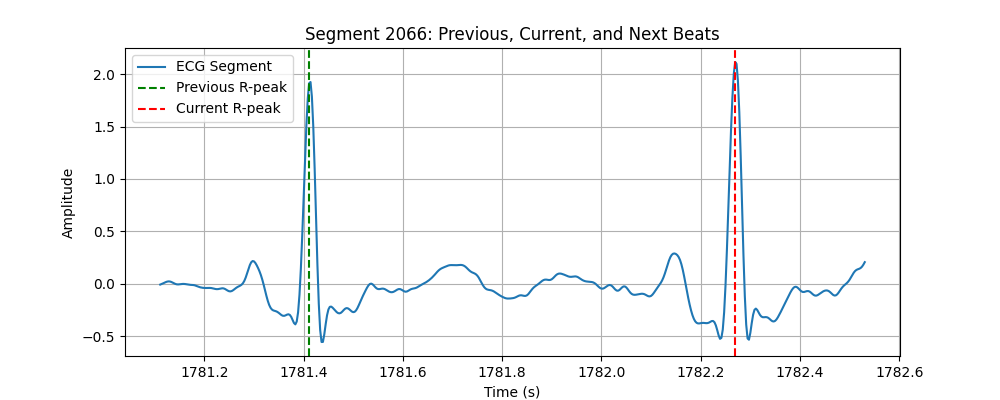 Segment 2066: Previous, Current, and Next Beats
ECG Segment
Previous R-peak
Current R-peak
Amplitude
2.0
1.5
1.0
0.5
0.0
−0.5
1781.2 1781.4 1781.6 1781.8 1782.0 1782.2 1782.4 1782.6
Time (s)